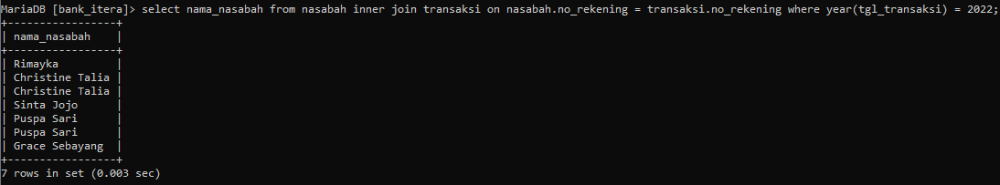 MariaDB [bank_itera]> select nama_nasabah from nasabah inner join transaksi on nasabah.no_rekening = transaksi.no_rekening where year(tgl_transaksi) = 2022;
+-----------------+
| nama_nasabah    |
+-----------------+
| Rimayka         |
| Christine Talia |
| Christine Talia |
| Sinta Jojo      |
| Puspa Sari      |
| Puspa Sari      |
| Grace Sebayang  |
+-----------------+
7 rows in set (0.003 sec)